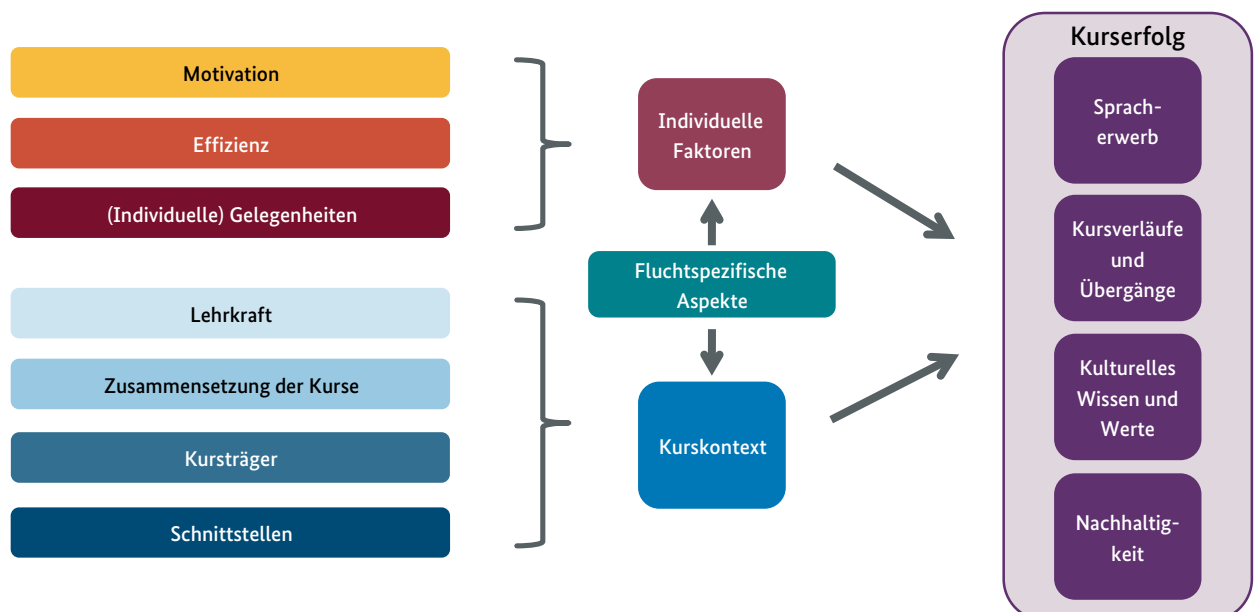 Motivation
Effizienz
(Individuelle) Gelegenheiten
Lehrkraft
Zusammensetzung der Kurse
Kursträger
Schnittstellen
Individuelle
Faktoren
Fluchtspezifische
Aspekte
Kurskontext
Kurserfolg
Sprach-
erwerb
Kursverläufe
und
Übergänge
Kulturelles
Wissen und
Werte
Nachhaltig-
keit